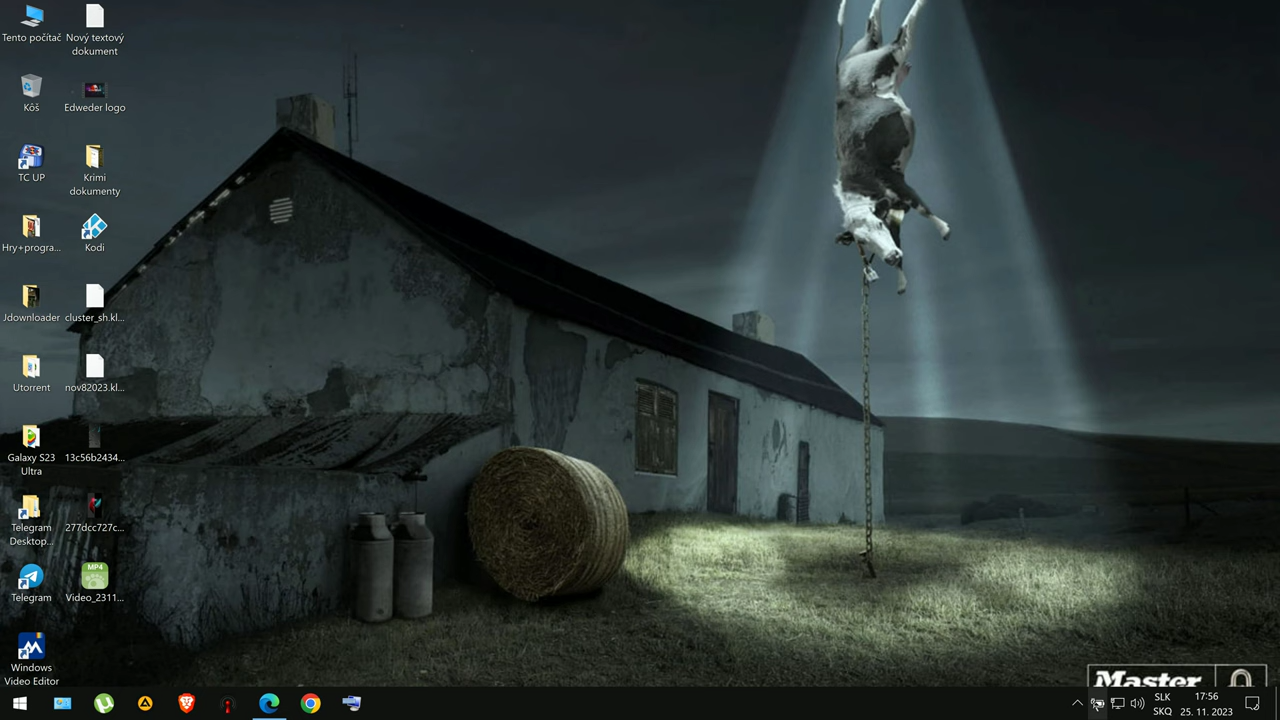 Tento počítač
Nový textový
dokument
Kôš
Edweder logo
TC UP
Krimi
dokumenty
Hry+progra...
Kodi
Jdownloader
cluster_sh.kl...
Utorrent
nov82023.kl...
Galaxy S23
Ultra
13c56b2434...
Telegram
Desktop...
277dcc727c...
Telegram
MP4
Video_2311...
Windows
Video Editor
Master
SLK
SKQ
17:56
25. 11. 2023